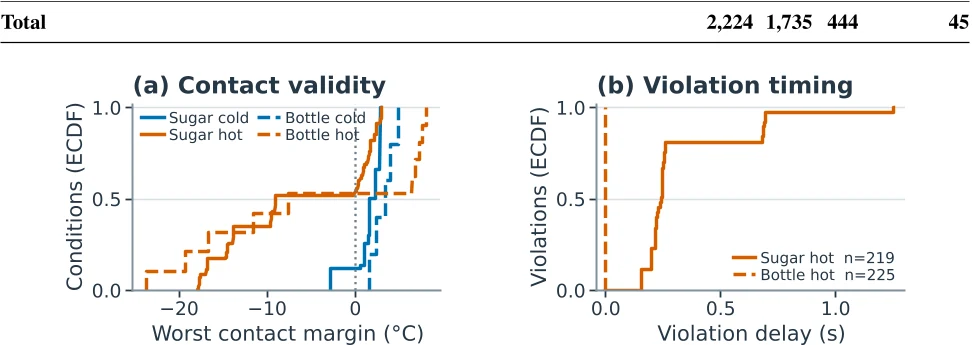 Total 2,224 1,735 444 45
(a) Contact validity
Conditions (ECDF)
1.0
0.5
0.0
Sugar cold
Sugar hot
Bottle cold
Bottle hot
−20 −10 0
Worst contact margin (°C)
(b) Violation timing
Violations (ECDF)
1.0
0.5
0.0
Sugar hot n=219
Bottle hot n=225
0.0 0.5 1.0
Violation delay (s)